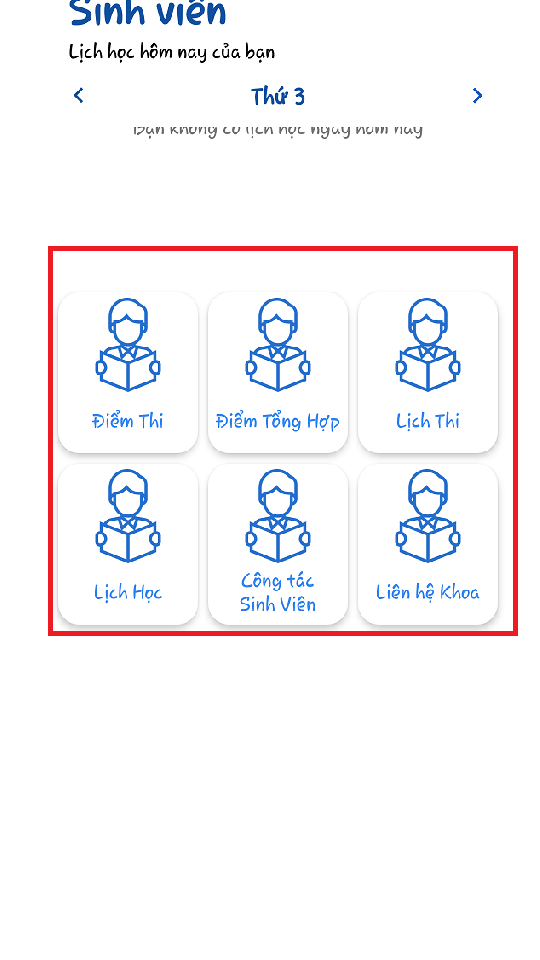 Sinh viên
Lịch học hôm nay của bạn
Thứ 3
Bạn không có lịch học ngày hôm nay
Điểm Thi
Điểm Tổng Hợp
Lịch Thi
Lịch Học
Công tác
Sinh Viên
Liên hệ Khoa